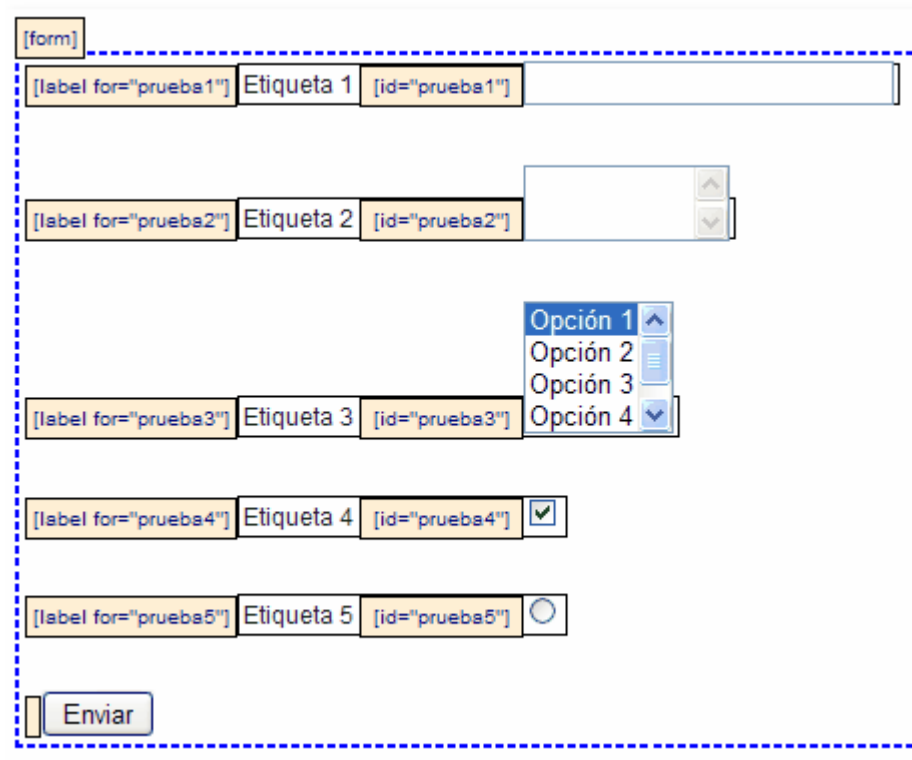 [form]
[label for="prueba1"] Etiqueta 1 [id="prueba1"]
[label for="prueba2"] Etiqueta 2 [id="prueba2"]
Opción 1
Opción 2
Opción 3
[label for="prueba3"] Etiqueta 3 [id="prueba3"] Opción 4
[label for="prueba4"] Etiqueta 4 [id="prueba4"]
[label for="prueba5"] Etiqueta 5 [id="prueba5"]
Enviar